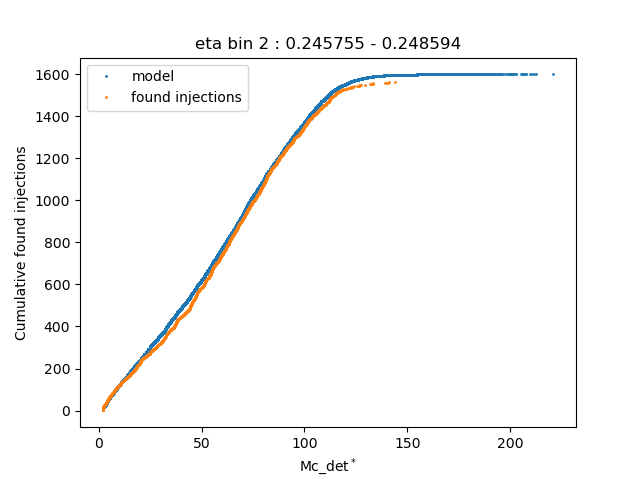 eta bin 2 : 0.245755 - 0.248594
model
found injections
Cumulative found injections
1600
1400
1200
1000
800
600
400
200
0
0 50 100 150 200
Mc_det*